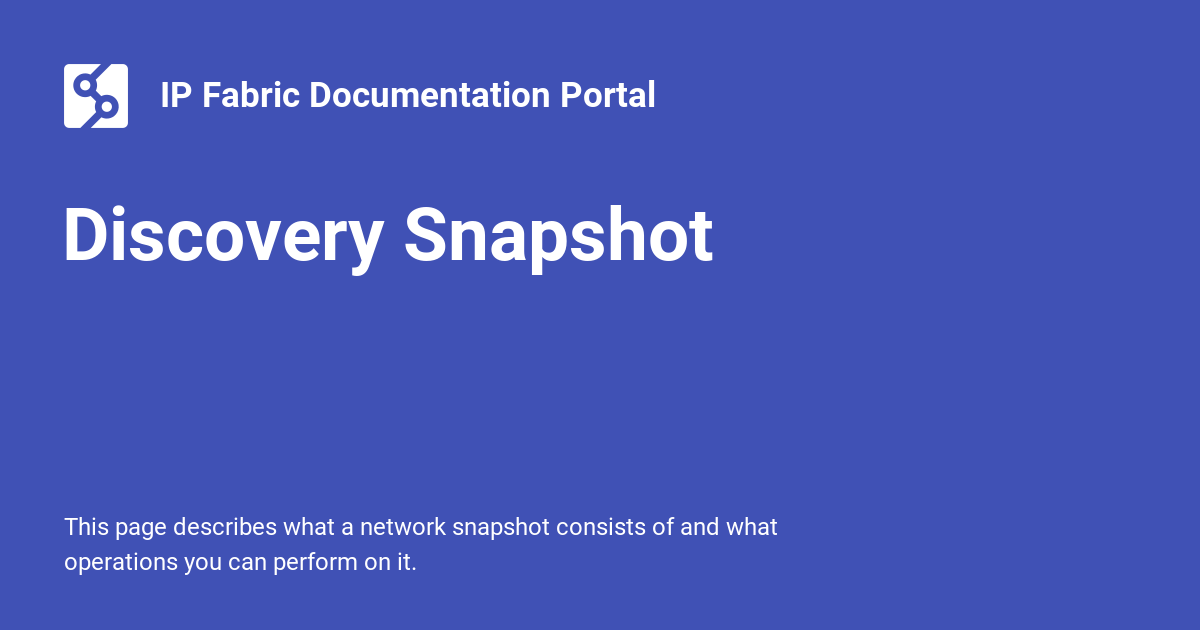 IP Fabric Documentation Portal
Discovery Snapshot
This page describes what a network snapshot consists of and what
operations you can perform on it.